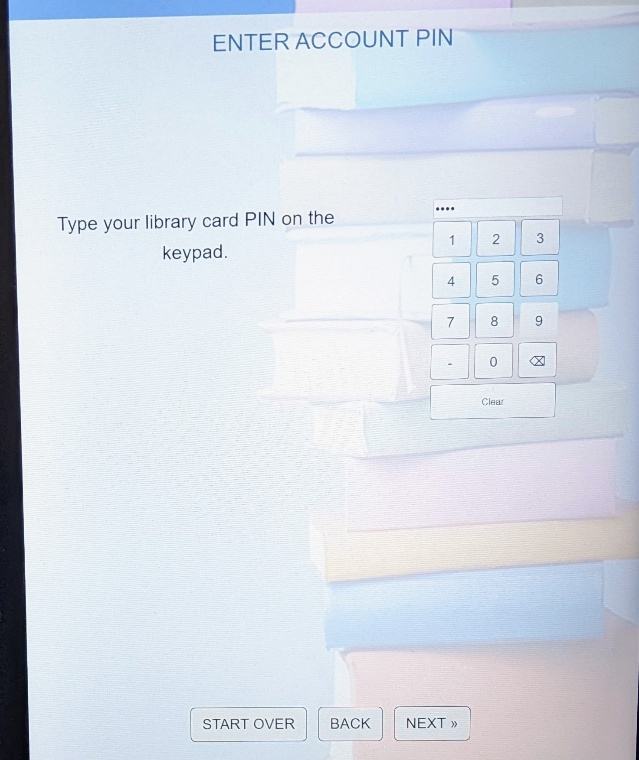 ENTER ACCOUNT PIN
Type your library card PIN on the
keypad.
••••
1 2 3
4 5 6
7 8 9
- 0 ⌫
Clear
START OVER BACK NEXT »